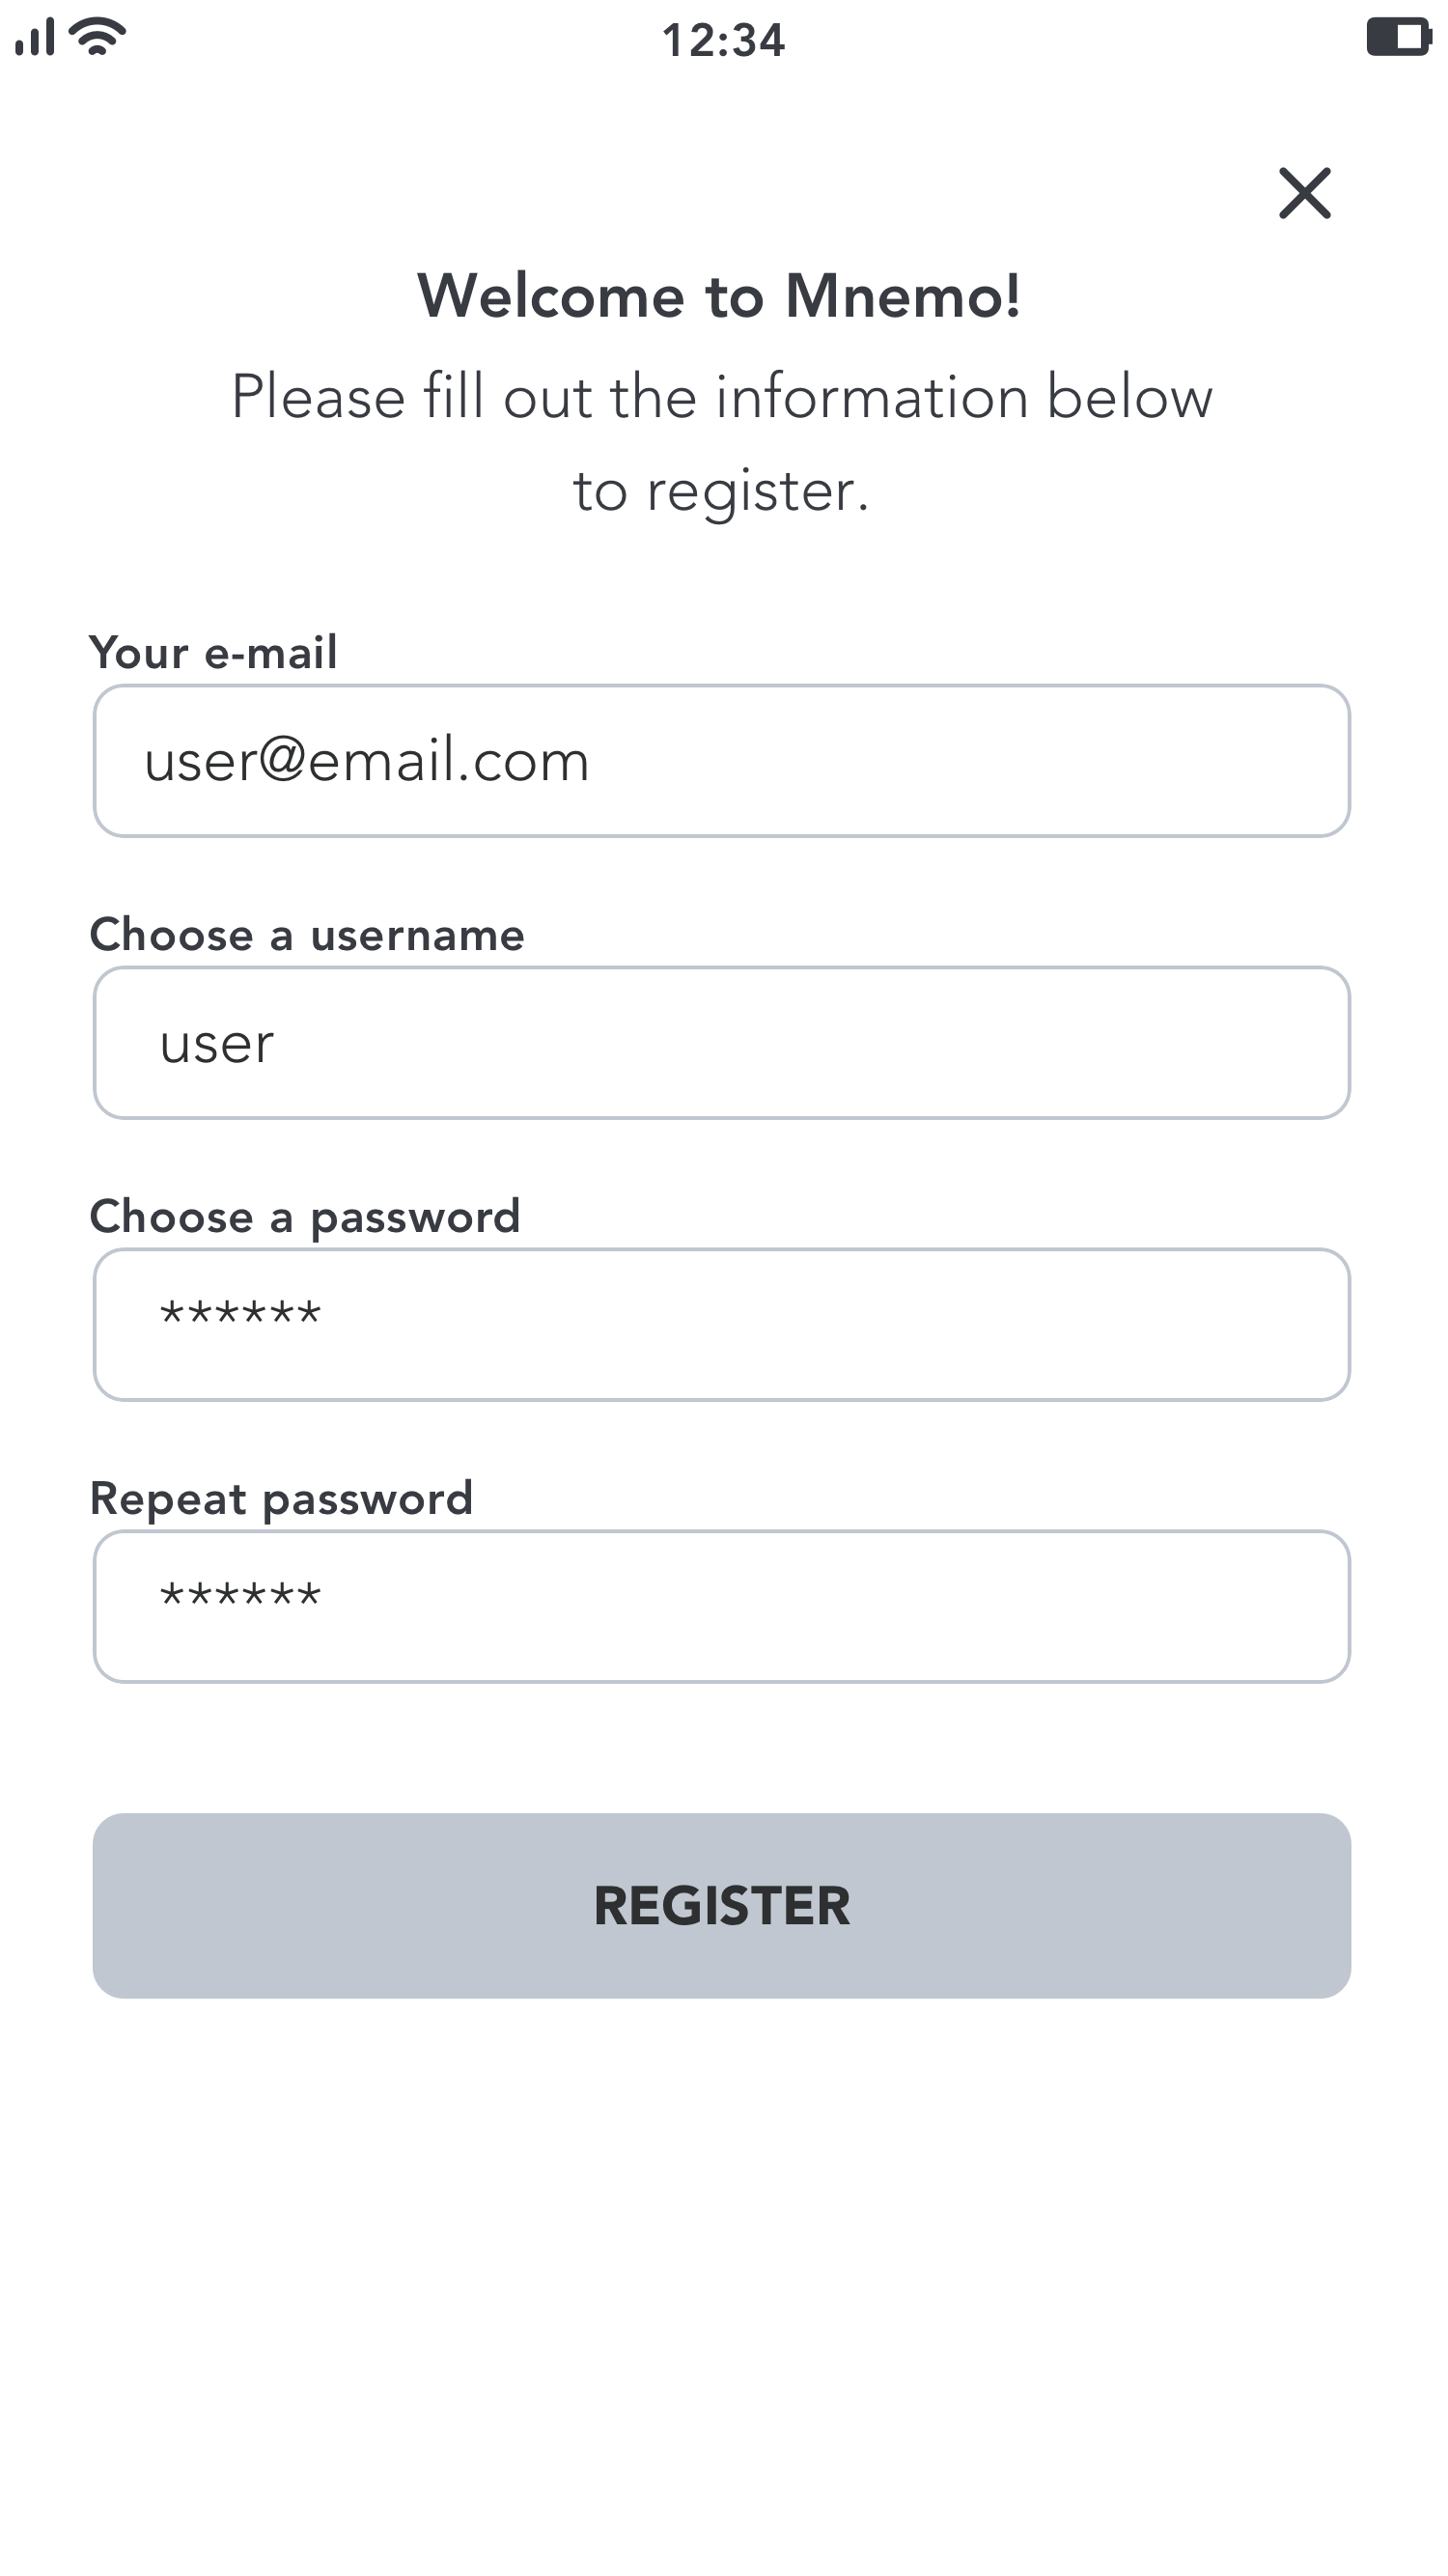 12:34
Welcome to Mnemo!
Please fill out the information below
to register.
Your e-mail
user@email.com
Choose a username
user
Choose a password
******
Repeat password
******
REGISTER